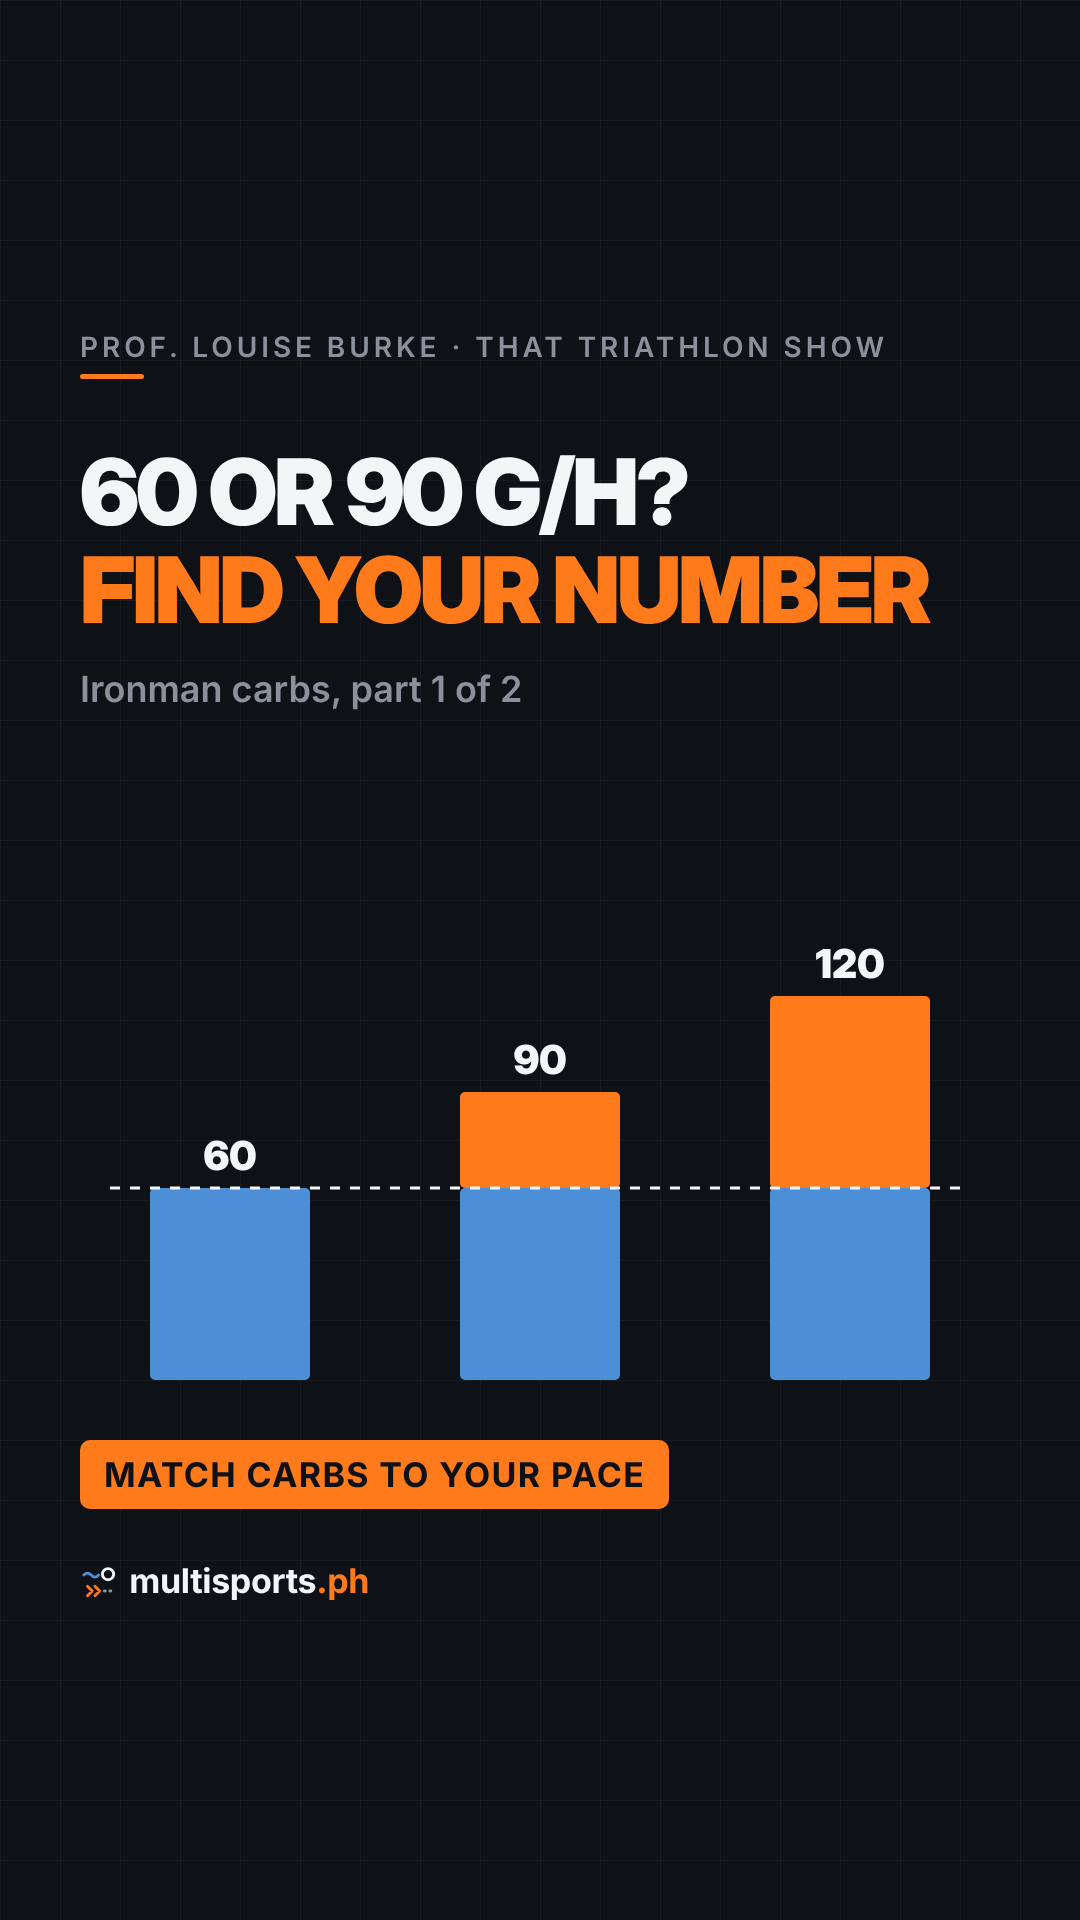 PROF. LOUISE BURKE · THAT TRIATHLON SHOW
60 OR 90 G/H?
FIND YOUR NUMBER
Ironman carbs, part 1 of 2
120
90
60
MATCH CARBS TO YOUR PACE
multisports.ph